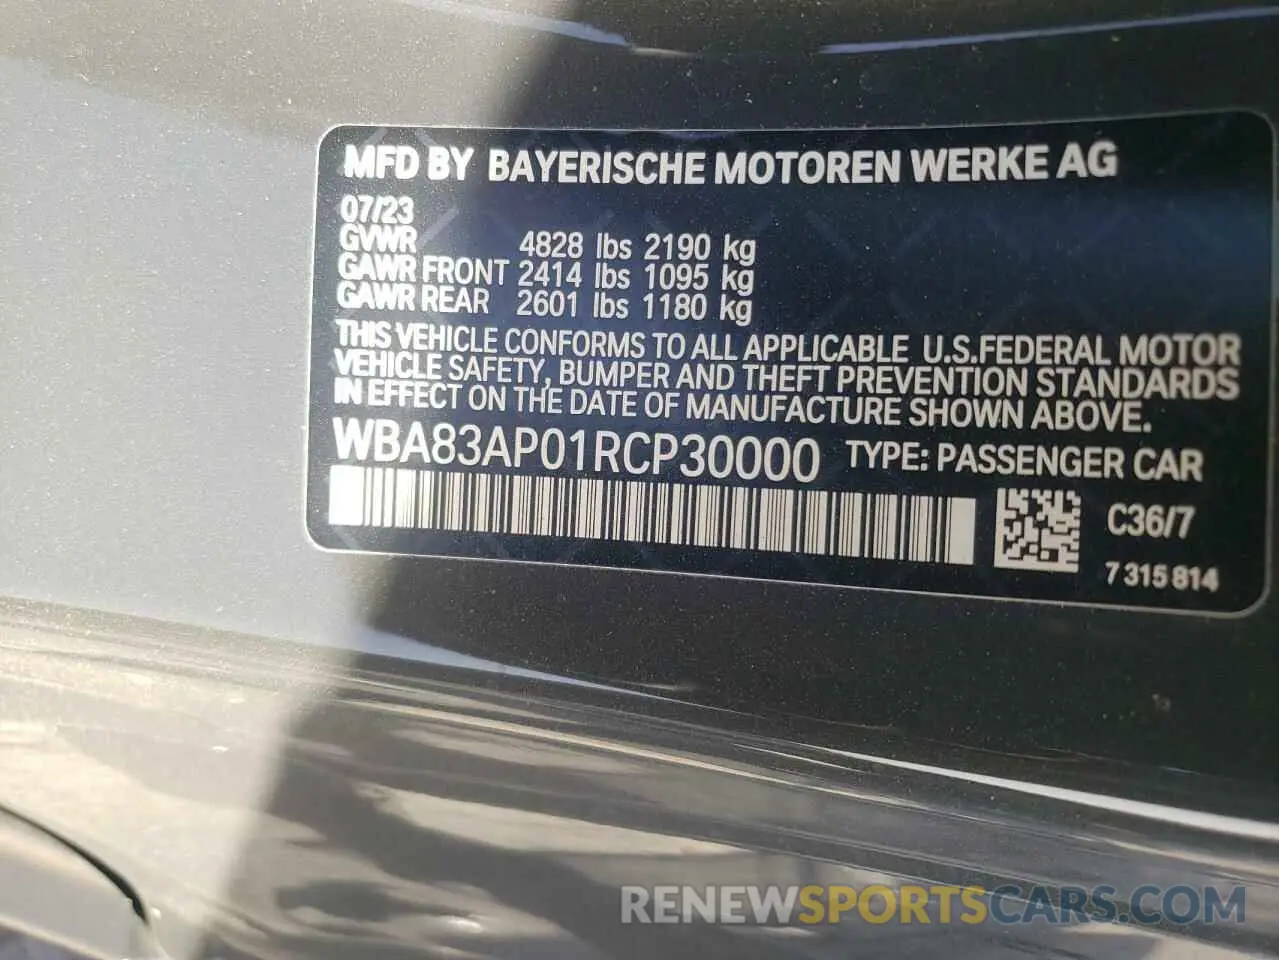 MFD BY BAYERISCHE MOTOREN WERKE AG
07/23
GVWR 4828 lbs 2190 kg
GAWR FRONT 2414 lbs 1095 kg
GAWR REAR 2601 lbs 1180 kg
THIS VEHICLE CONFORMS TO ALL APPLICABLE U.S.FEDERAL MOTOR
VEHICLE SAFETY, BUMPER AND THEFT PREVENTION STANDARDS
IN EFFECT ON THE DATE OF MANUFACTURE SHOWN ABOVE.
WBA83AP01RCP30000 TYPE: PASSENGER CAR
C36/7
7 315 814
RENEWSPORTSCARS.COM